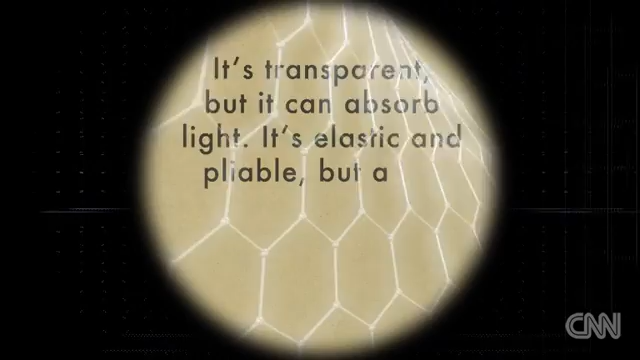 It's transparent,
but it can absorb
light. It's elastic and
pliable, but a
CNN